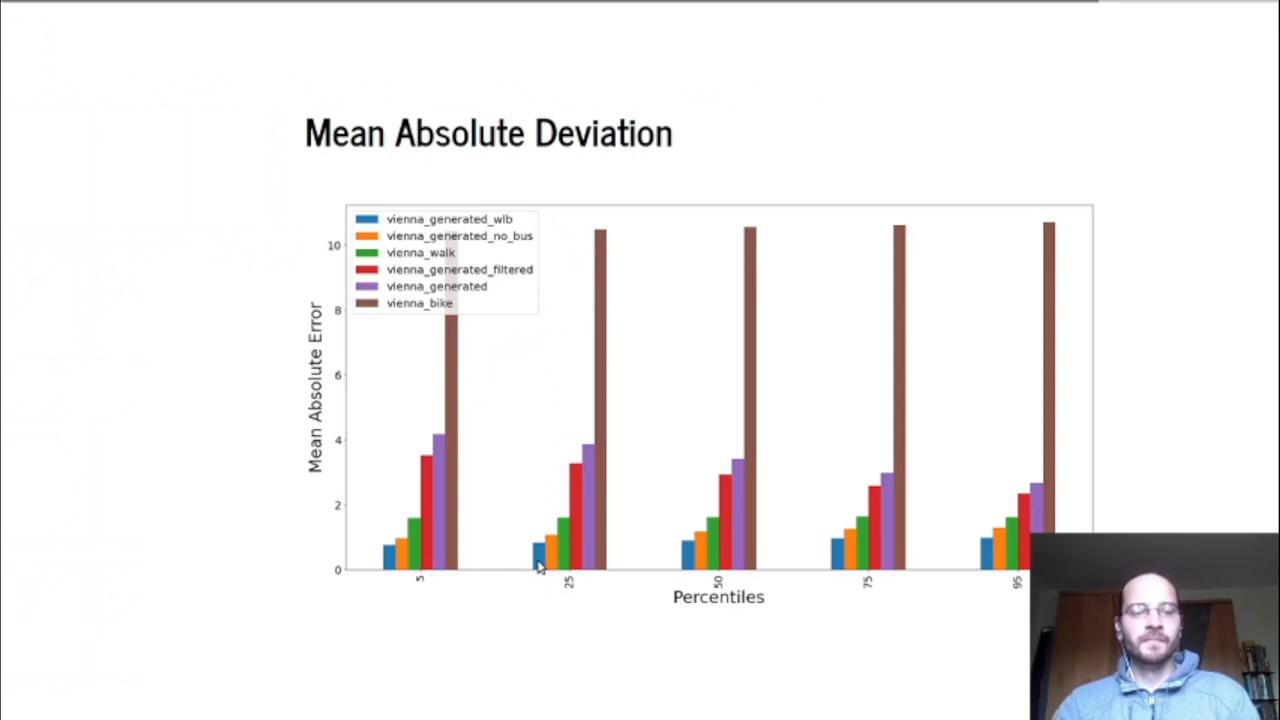 Mean Absolute Deviation
vienna_generated_wlb
vienna_generated_no_bus
vienna_walk
vienna_generated_filtered
vienna_generated
vienna_bike
10
8
6
4
2
0
Mean Absolute Error
5
25
50
75
95
Percentiles